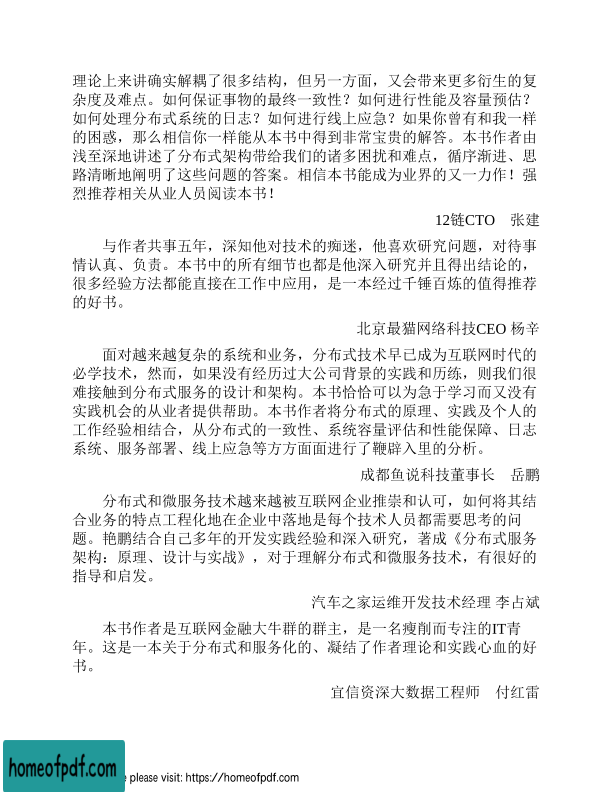 理论上来讲确实解耦了很多结构，但另一方面，又会带来更多衍生的复
杂度及难点。如何保证事物的最终一致性？如何进行性能及容量预估？
如何处理分布式系统的日志？如何进行线上应急？如果你曾有和我一样
的困惑，那么相信你一样能从本书中得到非常宝贵的解答。本书作者由
浅至深地讲述了分布式架构带给我们的诸多困扰和难点，循序渐进、思
路清晰地阐明了这些问题的答案。相信本书能成为业界的又一力作！强
烈推荐相关从业人员阅读本书！
12链CTO　张建
与作者共事五年，深知他对技术的痴迷，他喜欢研究问题，对待事
情认真、负责。本书中的所有细节也都是他深入研究并且得出结论的，
很多经验方法都能直接在工作中应用，是一本经过千锤百炼的值得推荐
的好书。
北京最猫网络科技CEO 杨辛
面对越来越复杂的系统和业务，分布式技术早已成为互联网时代的
必学技术，然而，如果没有经历过大公司背景的实践和历练，则我们很
难接触到分布式服务的设计和架构。本书恰恰可以为急于学习而又没有
实践机会的从业者提供帮助。本书作者将分布式的原理、实践及个人的
工作经验相结合，从分布式的一致性、系统容量评估和性能保障、日志
系统、服务部署、线上应急等方方面面进行了鞭辟入里的分析。
成都鱼说科技董事长　岳鹏
分布式和微服务技术越来越被互联网企业推崇和认可，如何将其结
合业务的特点工程化地在企业中落地是每个技术人员都需要思考的问
题。艳鹏结合自己多年的开发实践经验和深入研究，著成《分布式服务
架构：原理、设计与实战》，对于理解分布式和微服务技术，有很好的
指导和启发。
汽车之家运维开发技术经理 李占斌
本书作者是互联网金融大牛群的群主，是一名瘦削而专注的IT青
年。这是一本关于分布式和服务化的、凝结了作者理论和实践心血的好
书。
宜信资深大数据工程师　付红雷
homeofpdf.com
e please visit: https://homeofpdf.com